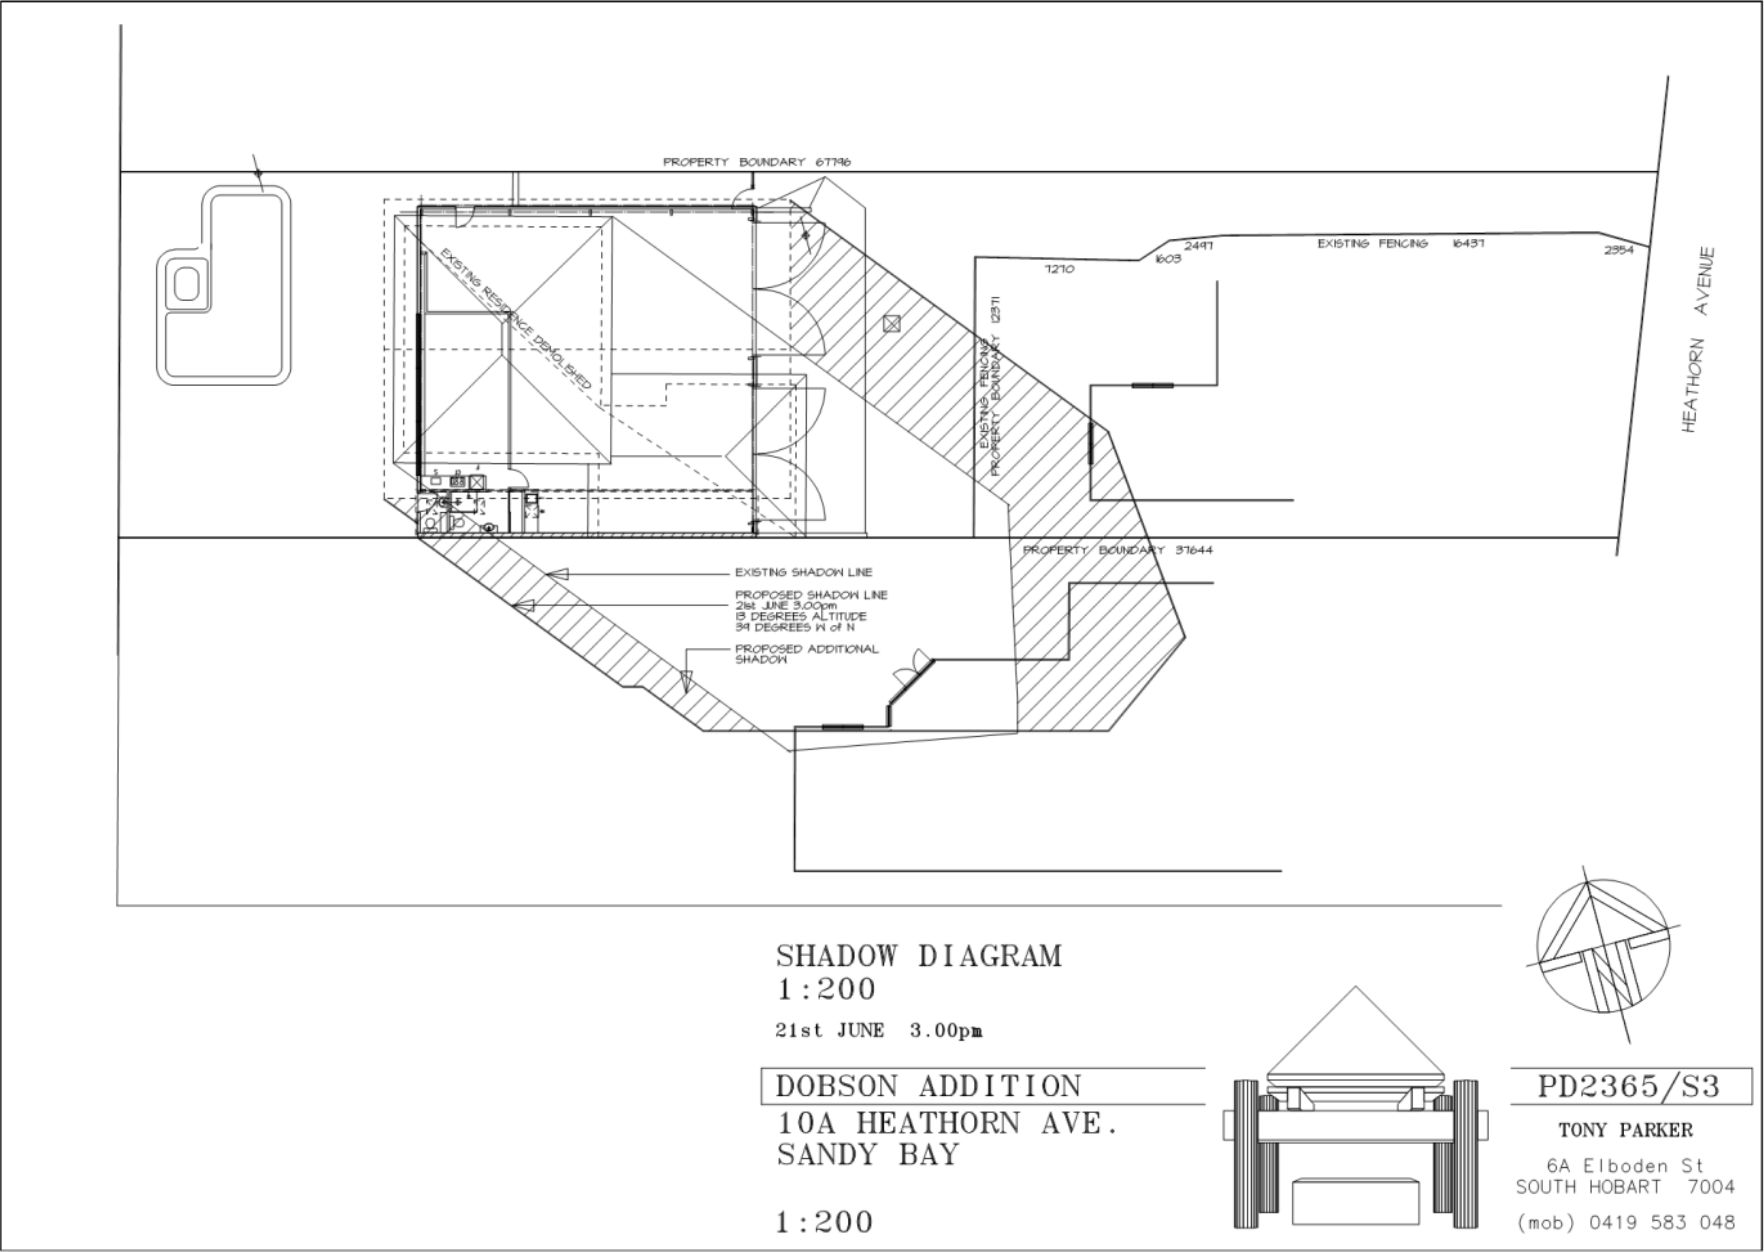 PROPERTY BOUNDARY 67796
EXISTING RESIDENCE DEMOLISHED
7270
1603
2497
EXISTING FENCING 16437
2354
HEATHORN AVENUE
EXISTING FENCING
PROPERTY BOUNDARY 12371
PROPERTY BOUNDARY 37644
EXISTING SHADOW LINE
PROPOSED SHADOW LINE
21st JUNE 3.00pm
13 DEGREES ALTITUDE
39 DEGREES W of N
PROPOSED ADDITIONAL
SHADOW
SHADOW DIAGRAM
1:200
21st JUNE 3.00pm
DOBSON ADDITION
10A HEATHORN AVE.
SANDY BAY
1:200
PD2365/S3
TONY PARKER
6A Elboden St
SOUTH HOBART 7004
(mob) 0419 583 048